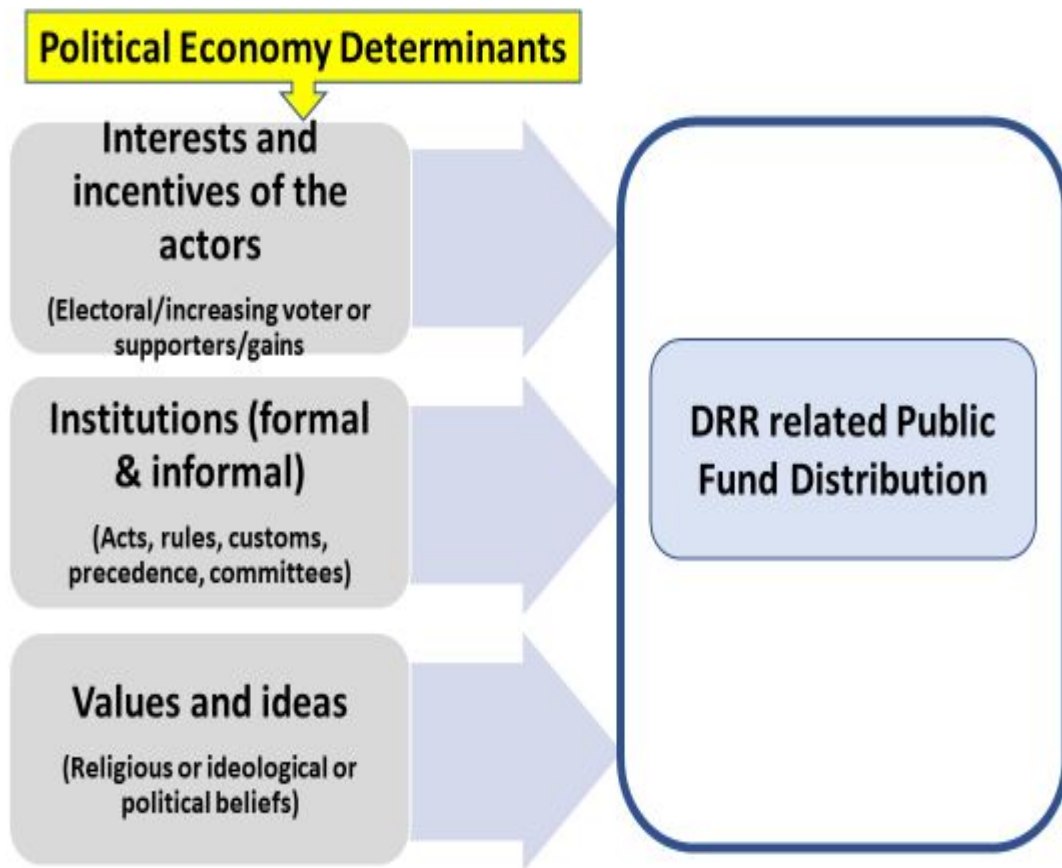 Political Economy Determinants
Interests and
incentives of the
actors
(Electoral/increasing voter or
supporters/gains
Institutions (formal
& informal)
(Acts, rules, customs,
precedence, committees)
Values and ideas
(Religious or ideological or
political beliefs)
DRR related Public
Fund Distribution